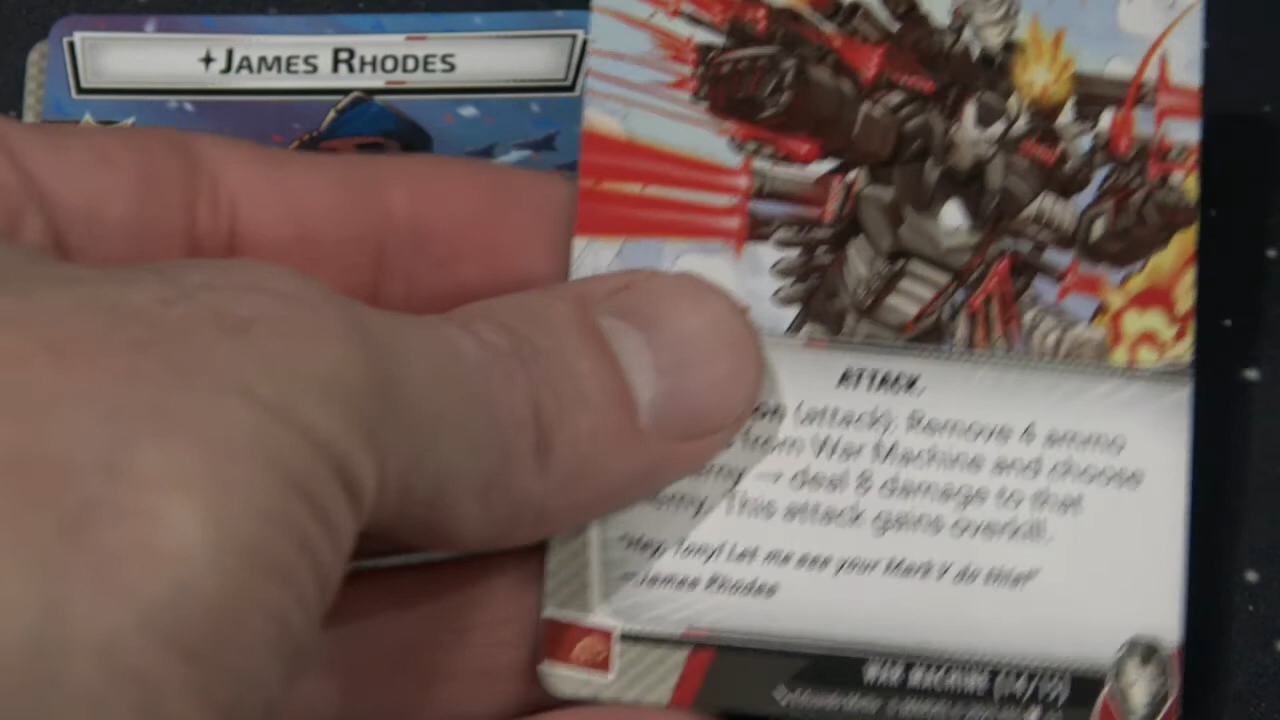 James Rhodes
ATTACK.
(attack): Remove 6 ammo
from War Machine and choose
→ deal 8 damage to that
This attack gains overkill.
"Hey, Tony! Let me see your Mark V do this!"
—James Rhodes
WAR MACHINE